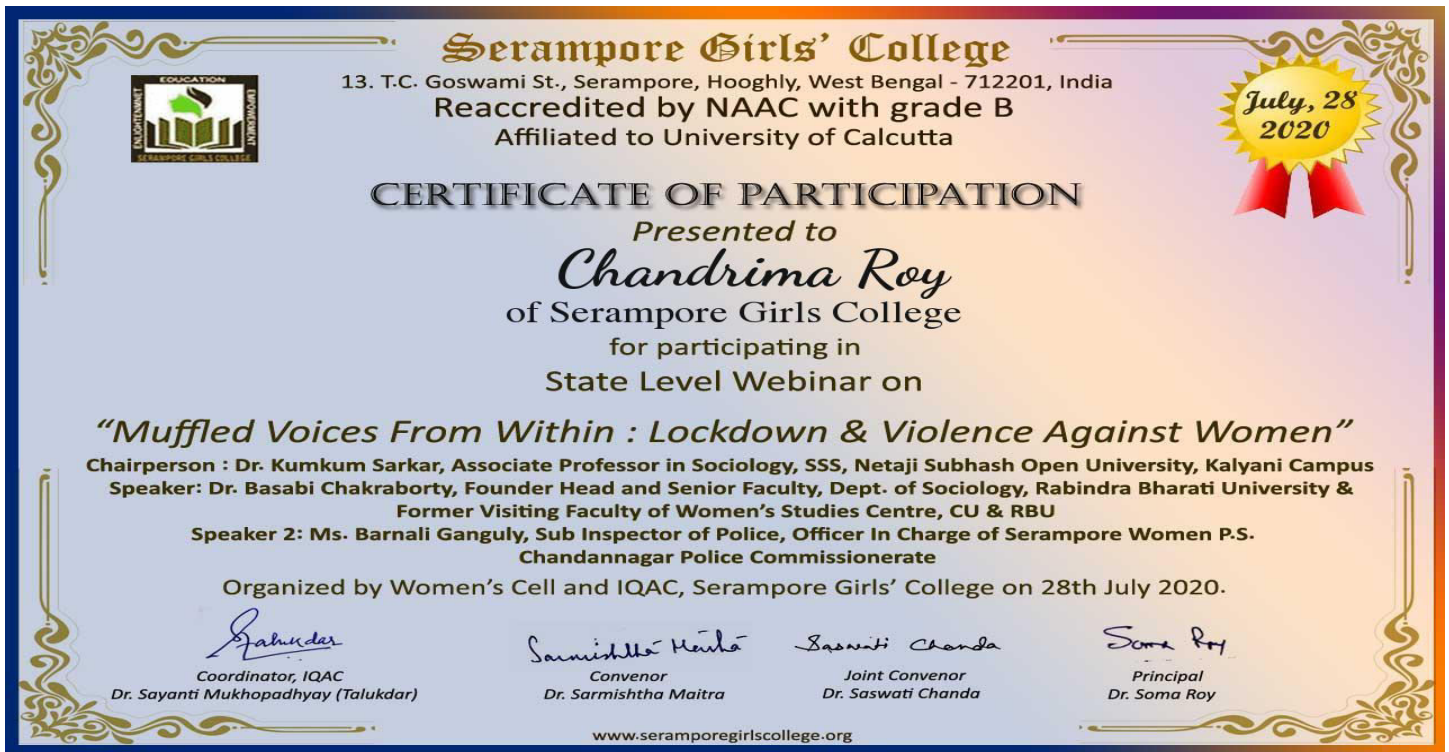 Serampore Girls' College
13. T.C. Goswami St., Serampore, Hooghly, West Bengal - 712201, India
Reaccredited by NAAC with grade B
Affiliated to University of Calcutta
EDUCATION
ENLIGHTENMNET
EMPOWERMENT
SERAMPORE GIRLS COLLEGE
July, 28
2020
CERTIFICATE OF PARTICIPATION
Presented to
Chandrima Roy
of Serampore Girls College
for participating in
State Level Webinar on
“Muffled Voices From Within : Lockdown & Violence Against Women”
Chairperson : Dr. Kumkum Sarkar, Associate Professor in Sociology, SSS, Netaji Subhash Open University, Kalyani Campus
Speaker: Dr. Basabi Chakraborty, Founder Head and Senior Faculty, Dept. of Sociology, Rabindra Bharati University &
Former Visiting Faculty of Women’s Studies Centre, CU & RBU
Speaker 2: Ms. Barnali Ganguly, Sub Inspector of Police, Officer In Charge of Serampore Women P.S.
Chandannagar Police Commissionerate
Organized by Women’s Cell and IQAC, Serampore Girls’ College on 28th July 2020.
Talukdar
Sarmishtha Maitra
Saswati Chanda
Soma Roy
Coordinator, IQAC
Dr. Sayanti Mukhopadhyay (Talukdar)
Convenor
Dr. Sarmishtha Maitra
Joint Convenor
Dr. Saswati Chanda
Principal
Dr. Soma Roy
www.seramporegirlscollege.org